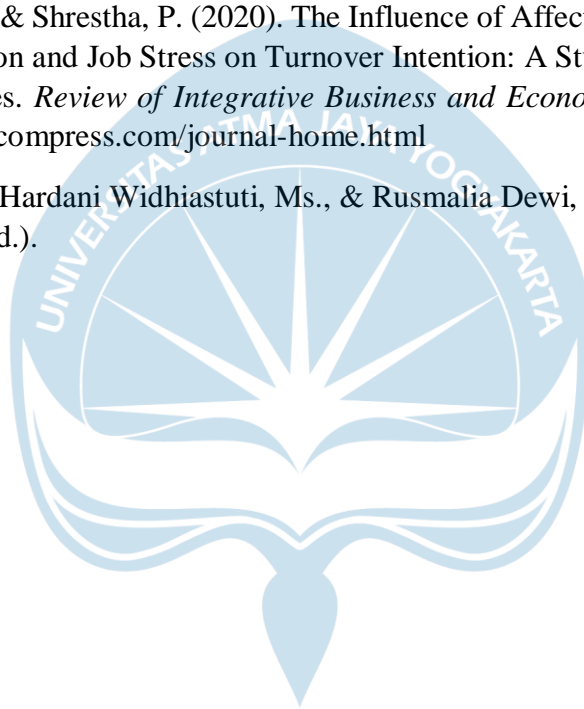 & Shrestha, P. (2020). The Influence of Affec
on and Job Stress on Turnover Intention: A St
es. Review of Integrative Business and Econo
compress.com/journal-home.html
Hardani Widhiastuti, Ms., & Rusmalia Dewi,
d.).
UNIVERSITAS ATMA JAYA YOGYAKARTA